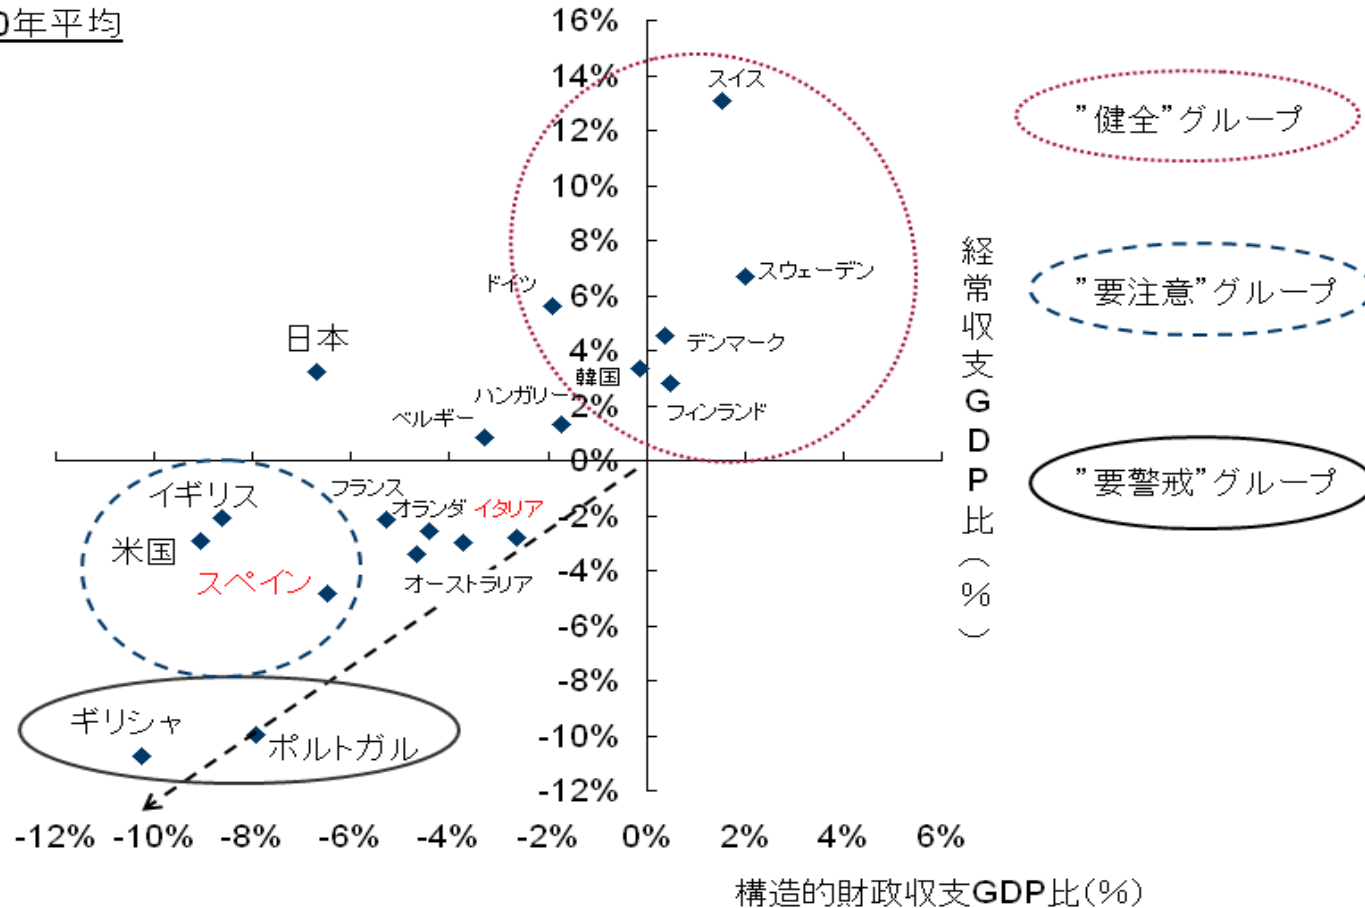 0年平均
16%
14%
12%
10%
8%
6%
4%
2%
0%
-2%
-4%
-6%
-8%
-10%
-12%
スイス
スウェーデン
ドイツ
デンマーク
日本
韓国
ハンガリー
フィンランド
ベルギー
イギリス
フランス
オランダ
イタリア
米国
スペイン
オーストラリア
ギリシャ
ポルトガル
-12% -10% -8% -6% -4% -2% 0% 2% 4% 6%
構造的財政収支GDP比(%)
経常収支GDP比(%)
”健全”グループ
”要注意”グループ
”要警戒”グループ